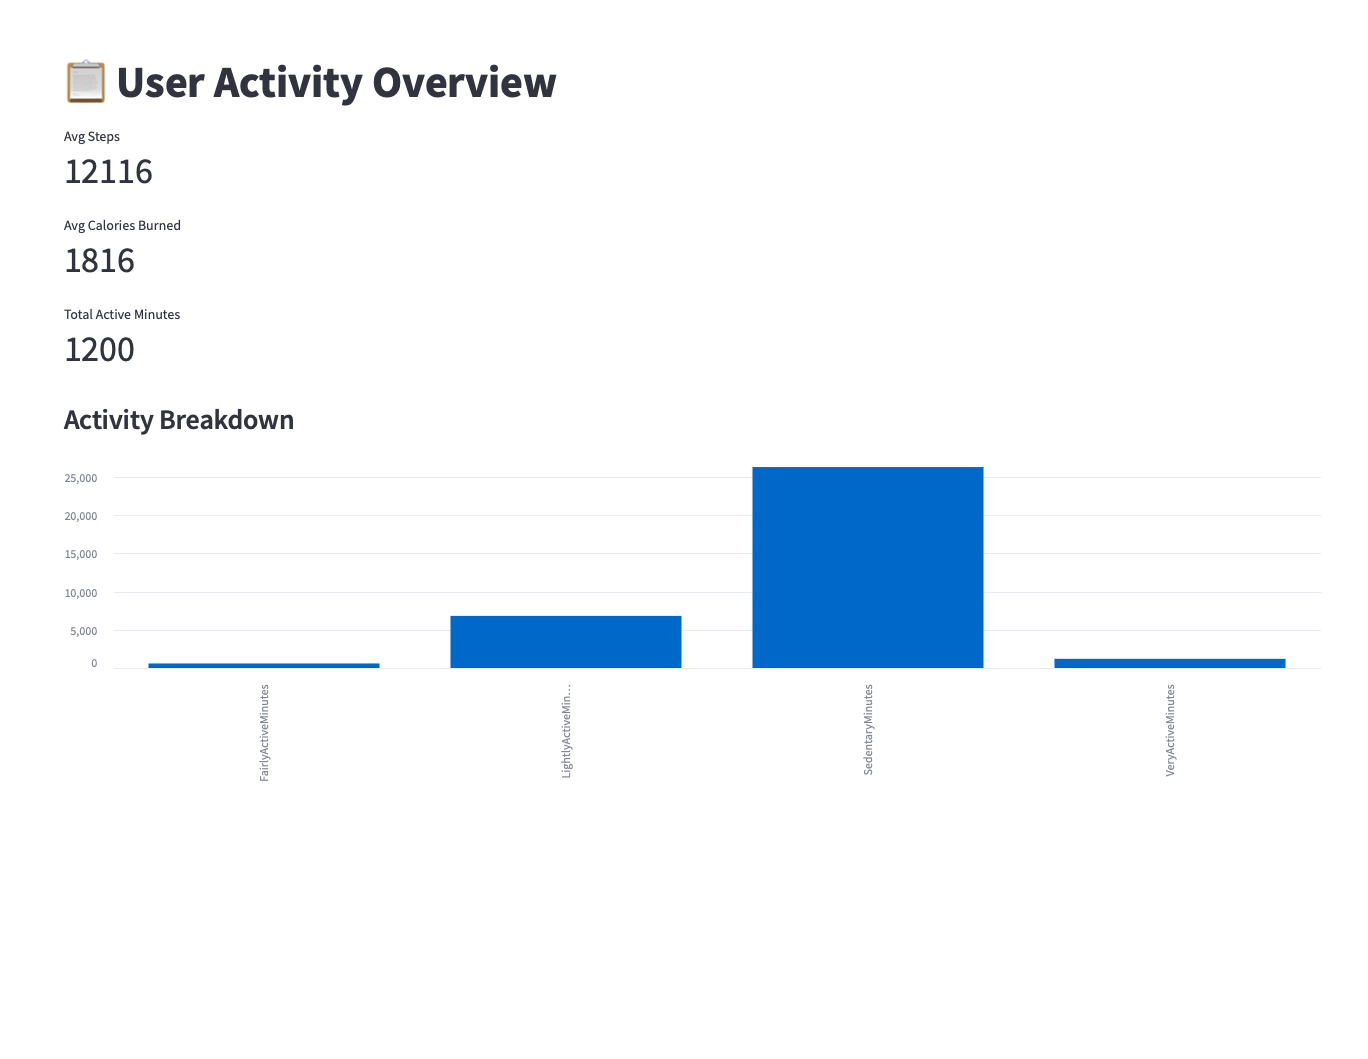 User Activity Overview
Avg Steps
12116
Avg Calories Burned
1816
Total Active Minutes
1200
Activity Breakdown
25,000
20,000
15,000
10,000
5,000
0
FairlyActiveMinutes
LightlyActiveMin…
SedentaryMinutes
VeryActiveMinutes